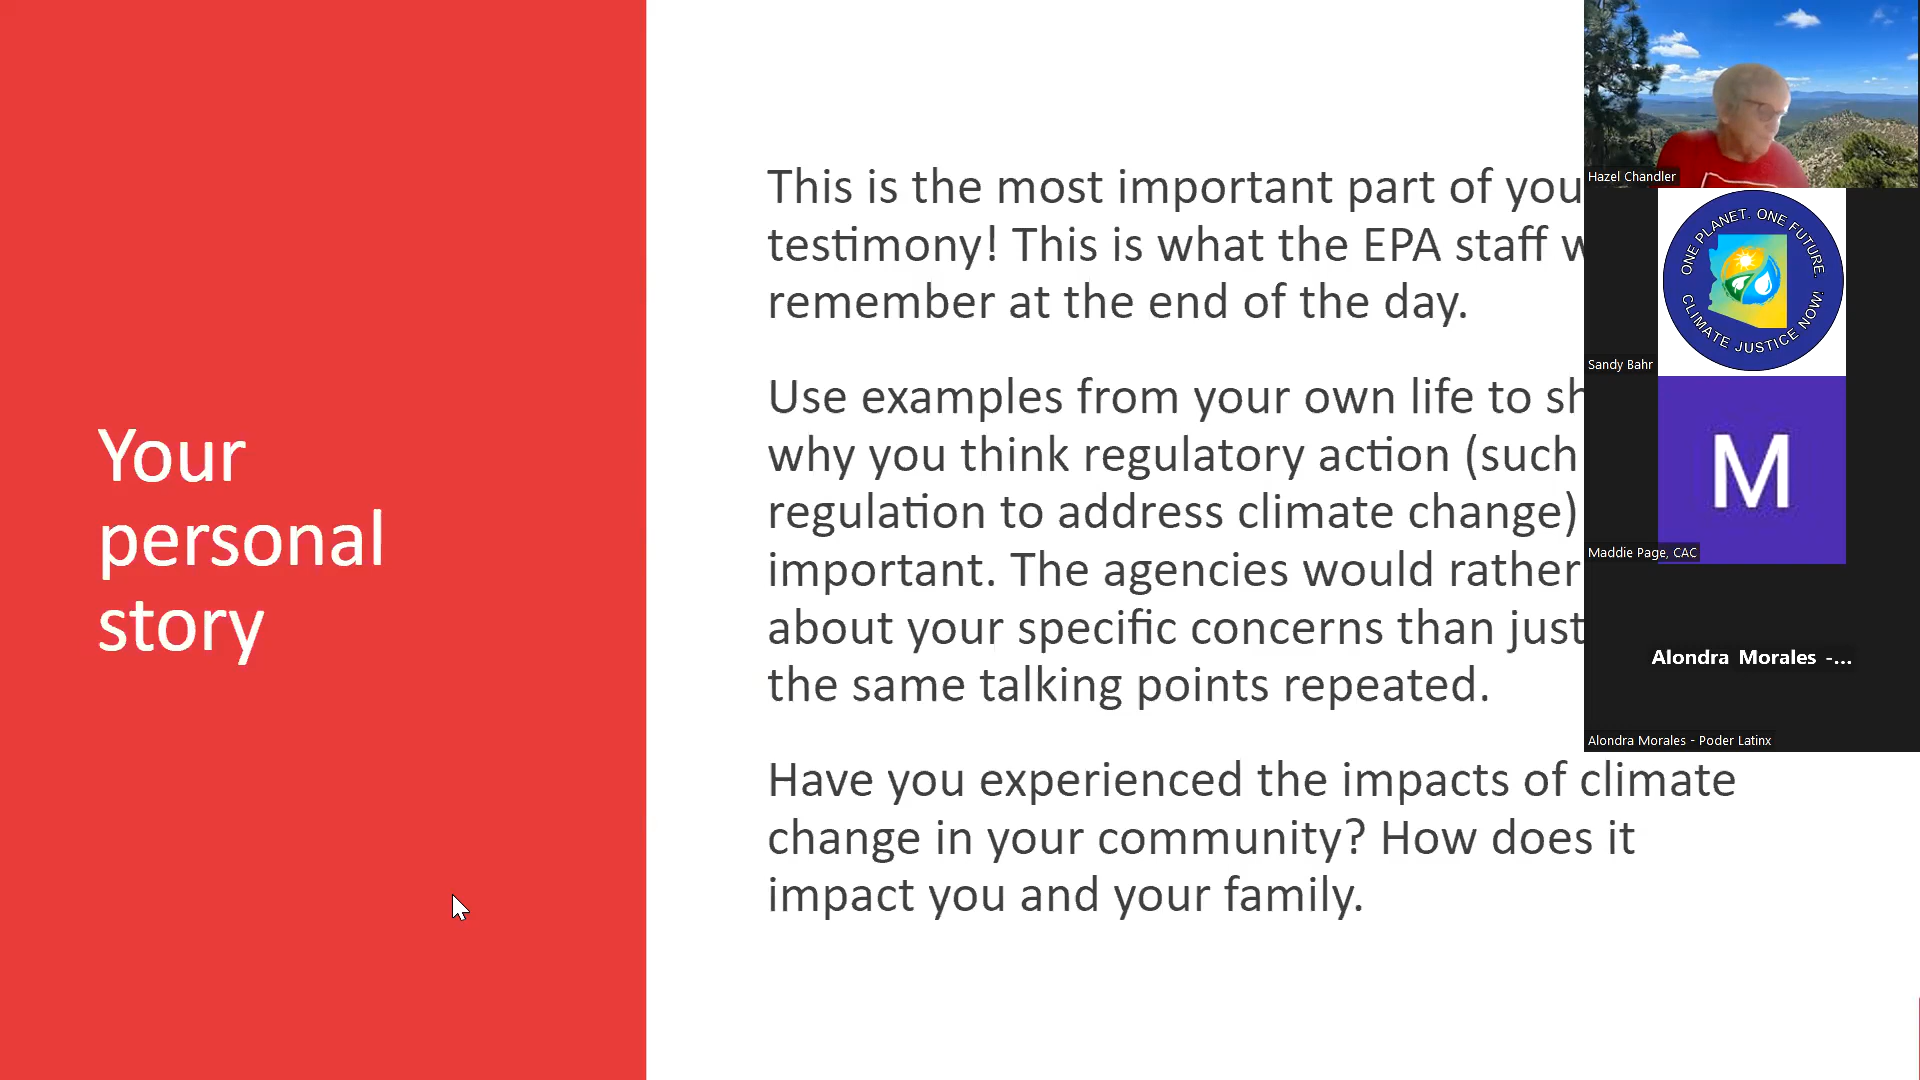 Your
personal
story
This is the most important part of you
testimony! This is what the EPA staff
remember at the end of the day.
Use examples from your own life to
why you think regulatory action (such
regulation to address climate change)
important. The agencies would rather
about your specific concerns than just
the same talking points repeated.
Have you experienced the impacts of climate
change in your community? How does it
impact you and your family.
Hazel Chandler
ONE PLANET. ONE FUTURE.
CLIMATE JUSTICE NOW!
Sandy Bahr
M
Maddie Page, CAC
Alondra Morales -...
Alondra Morales - Poder Latinx